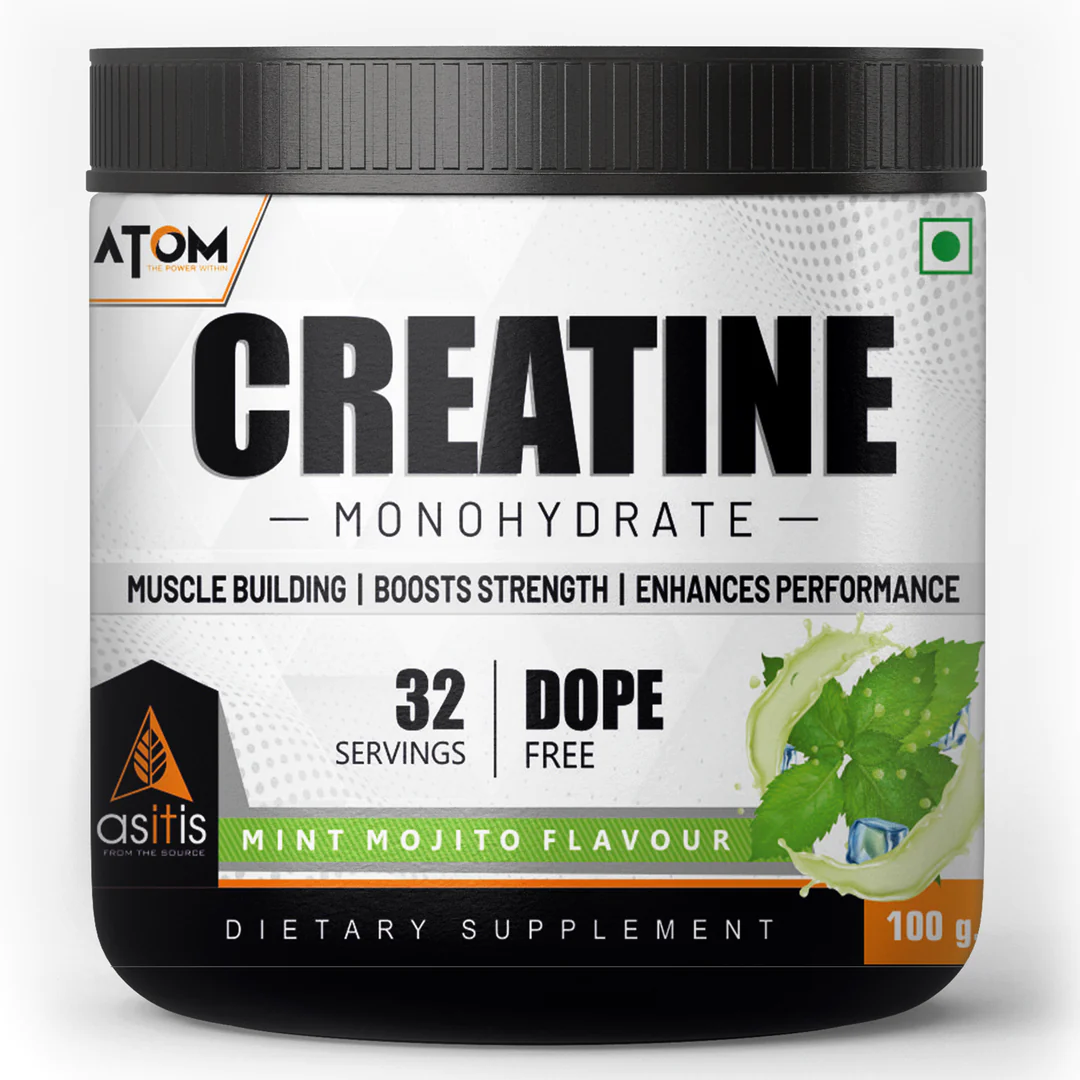 ATOM
THE POWER WITHIN
CREATINE
— MONOHYDRATE —
MUSCLE BUILDING | BOOSTS STRENGTH | ENHANCES PERFORMANCE
32
SERVINGS
DOPE
FREE
asitis
FROM THE SOURCE
MINT MOJITO FLAVOUR
DIETARY SUPPLEMENT
100 g.